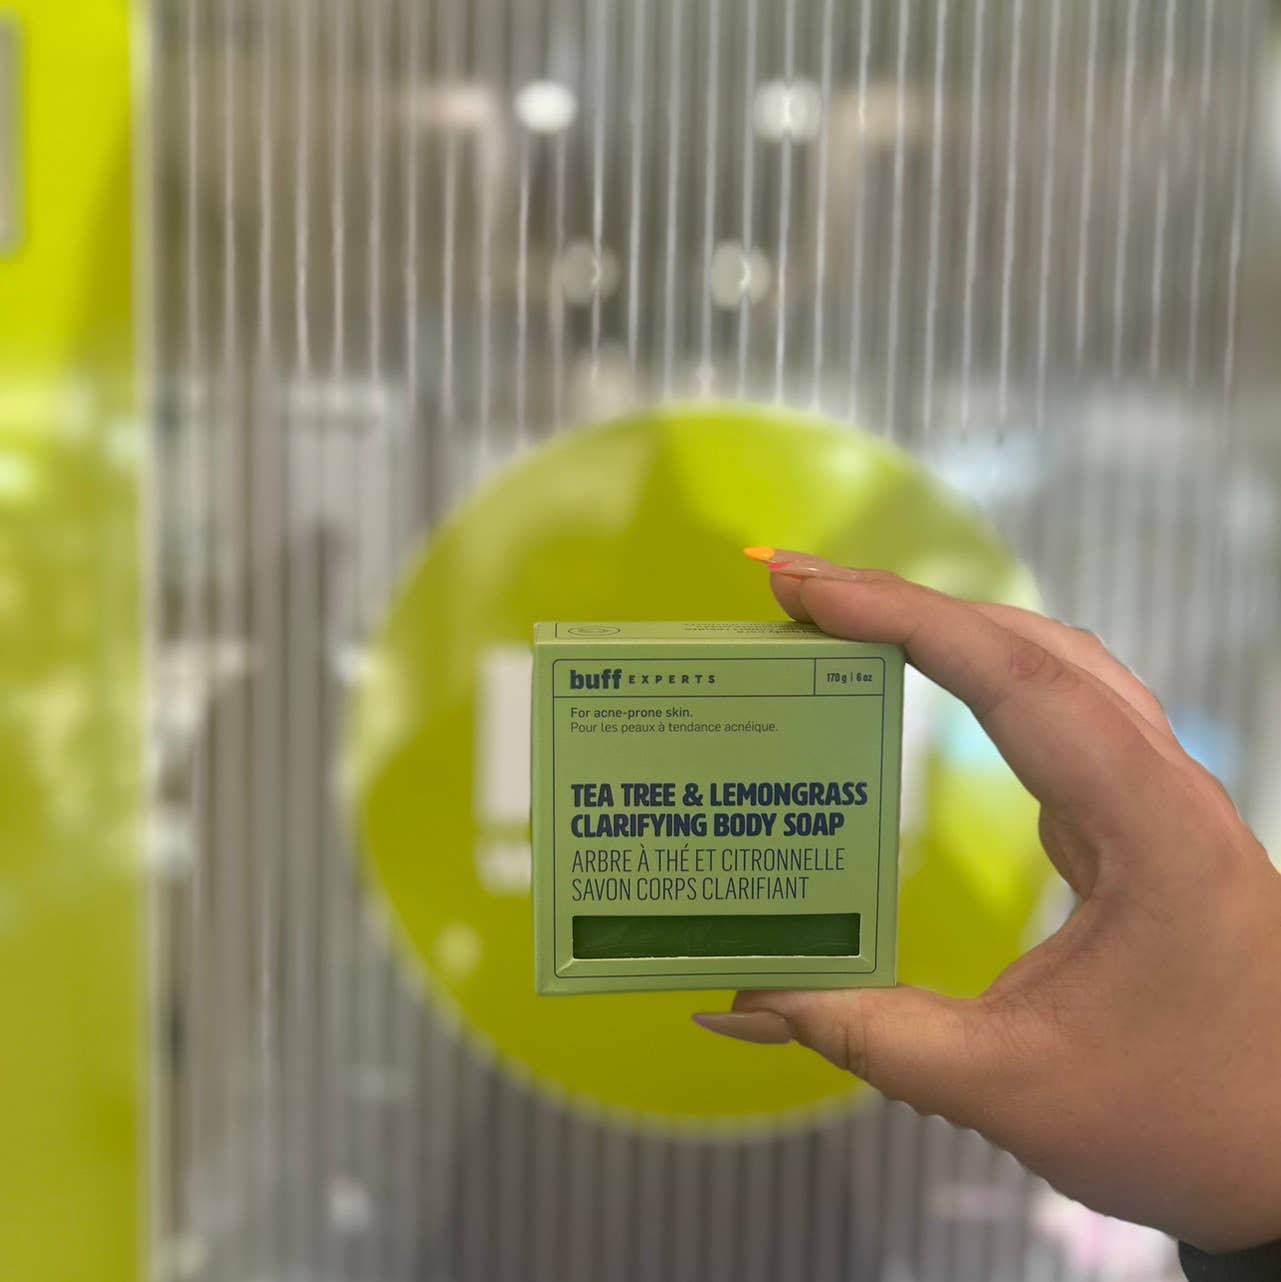 buff EXPERTS
170 g | 6 oz
For acne-prone skin.
Pour les peaux à tendance acnéique.
TEA TREE & LEMONGRASS
CLARIFYING BODY SOAP
ARBRE À THÉ ET CITRONNELLE
SAVON CORPS CLARIFIANT